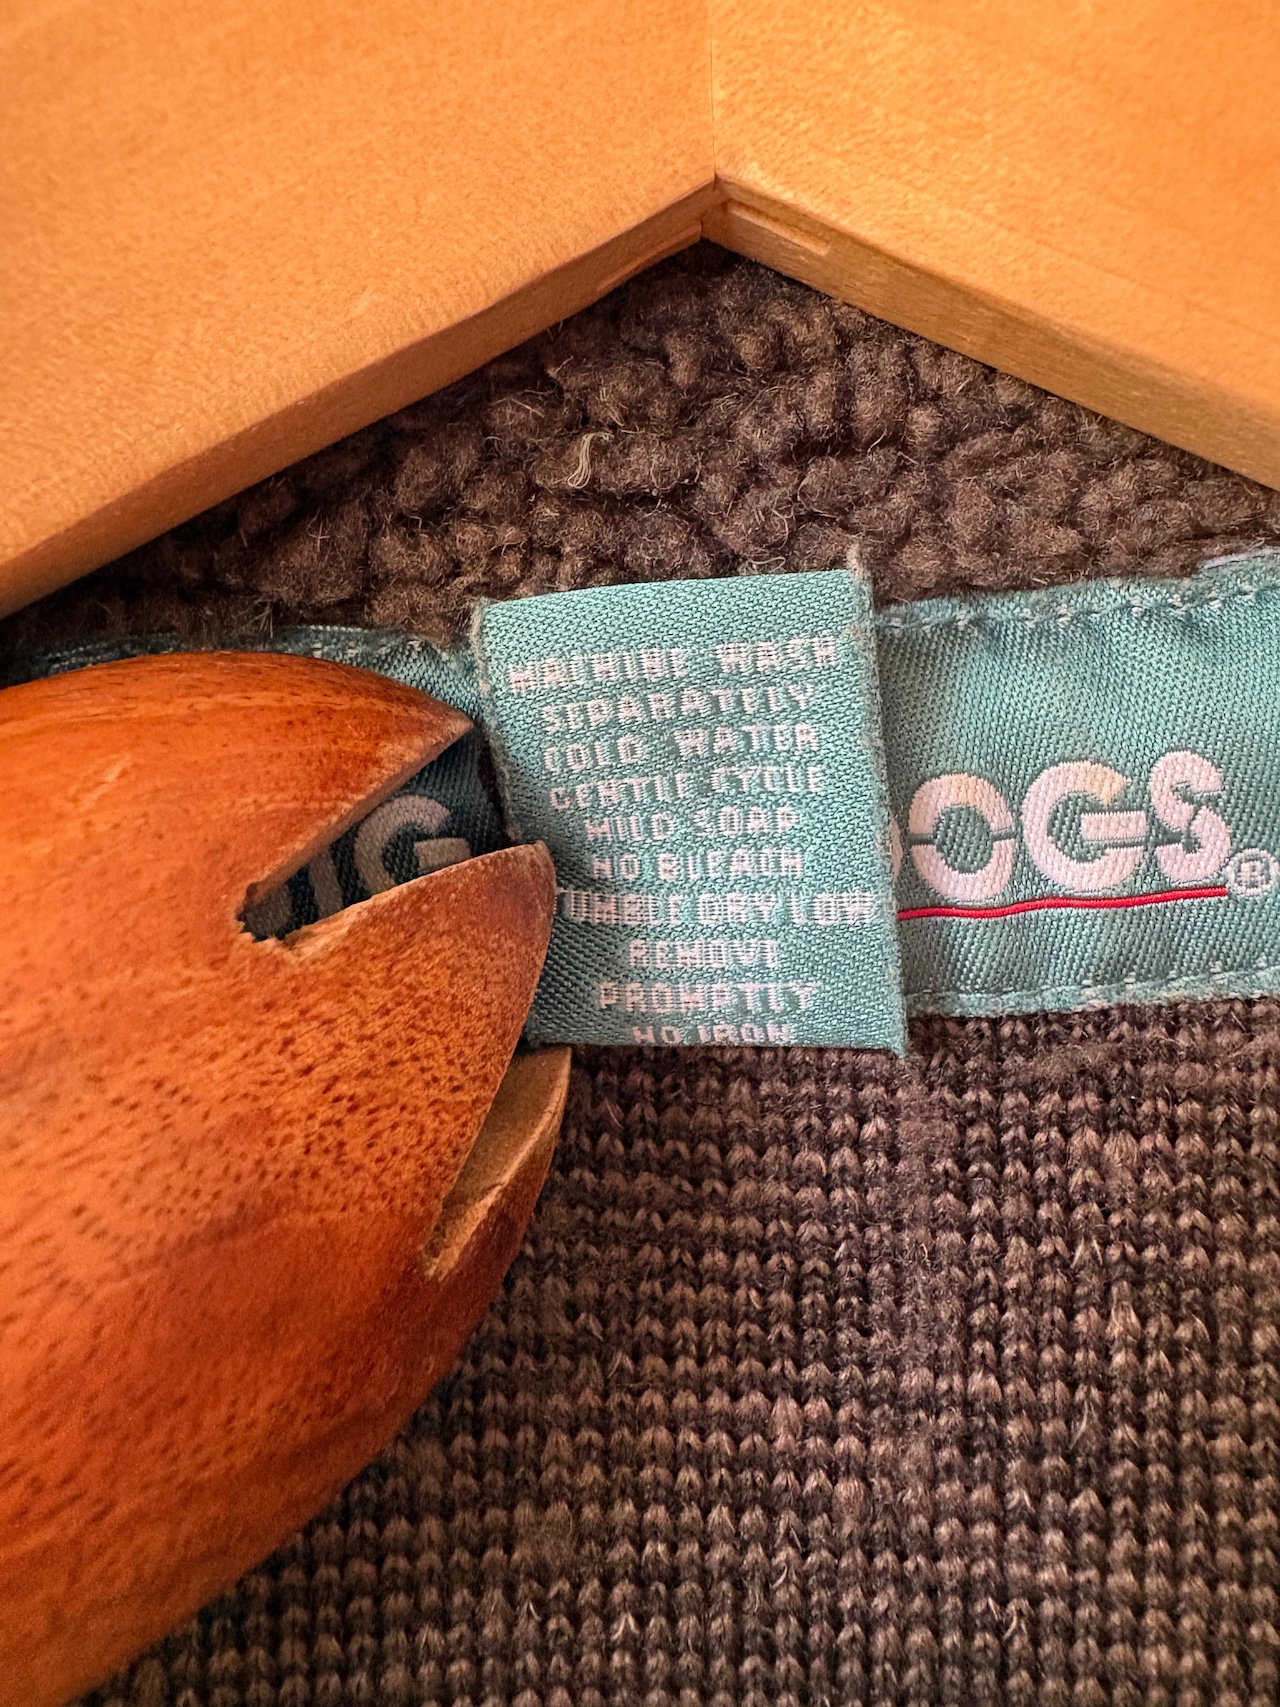 MACHINE WASH
SEPARATELY
COLD WATER
GENTLE CYCLE
MILD SOAP
NO BLEACH
TUMBLE DRY LOW
REMOVE
PROMPTLY
NO IRON
IG
OGS®